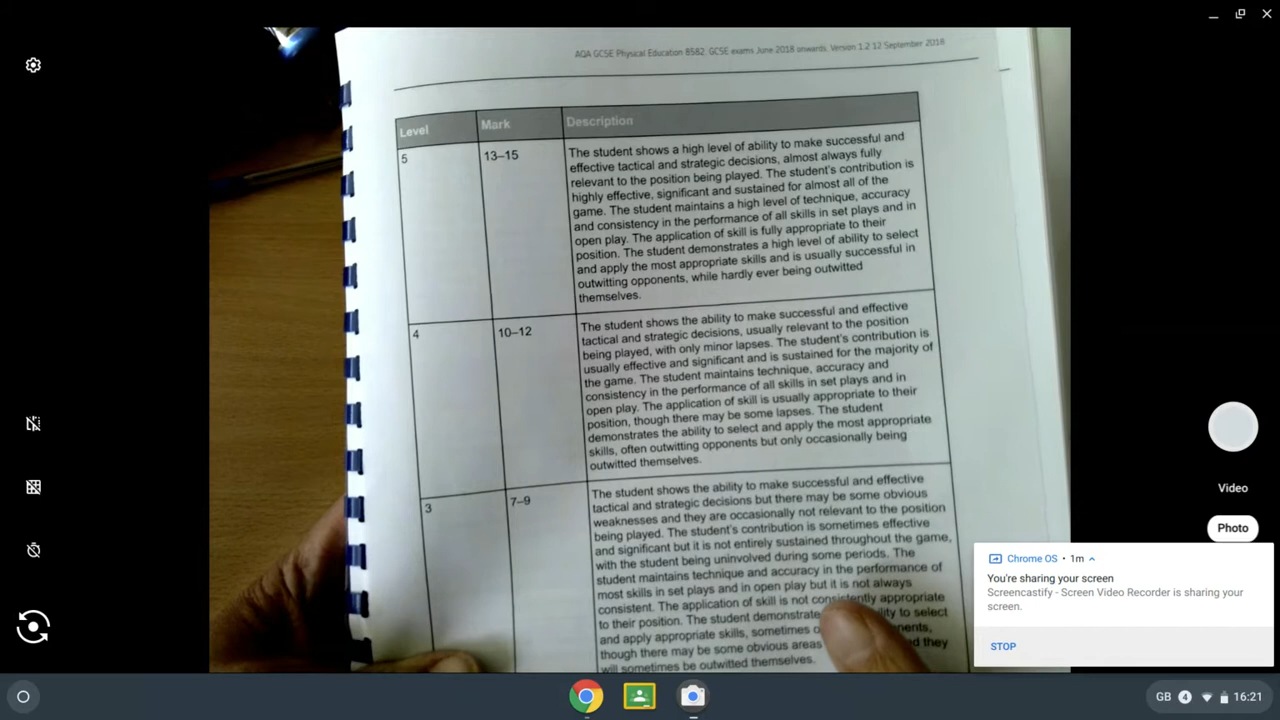 AQA GCSE Physical Education 8582. GCSE exams June 2018 onwards. Version 1.2 12 September 2018
Level
Mark
Description
5
13–15
The student shows a high level of ability to make successful and
effective tactical and strategic decisions, almost always fully
relevant to the position being played. The student's contribution is
highly effective, significant and sustained for almost all of the
game. The student maintains a high level of technique, accuracy
and consistency in the performance of all skills in set plays and in
open play. The application of skill is fully appropriate to their
position. The student demonstrates a high level of ability to select
and apply the most appropriate skills and is usually successful in
outwitting opponents, while hardly ever being outwitted
themselves.
4
10–12
The student shows the ability to make successful and effective
tactical and strategic decisions, usually relevant to the position
being played, with only minor lapses. The student's contribution is
usually effective and significant and is sustained for the majority of
the game. The student maintains technique, accuracy and
consistency in the performance of all skills in set plays and in
open play. The application of skill is usually appropriate to their
position, though there may be some lapses. The student
demonstrates the ability to select and apply the most appropriate
skills, often outwitting opponents but only occasionally being
outwitted themselves.
3
7–9
The student shows the ability to make successful and effective
tactical and strategic decisions but there may be some obvious
weaknesses and they are occasionally not relevant to the position
being played. The student's contribution is sometimes effective
and significant but it is not entirely sustained throughout the game,
with the student being uninvolved during some periods. The
student maintains technique and accuracy in the performance of
most skills in set plays and in open play but it is not always
consistent. The application of skill is not consistently appropriate
to their position. The student demonstrate ility to select
and apply appropriate skills, sometimes o nents,
though there may be some obvious areas d they
will sometimes be outwitted themselves.
Video
Photo
Chrome OS • 1m
You're sharing your screen
Screencastify - Screen Video Recorder is sharing your
screen.
STOP
GB 4 16:21